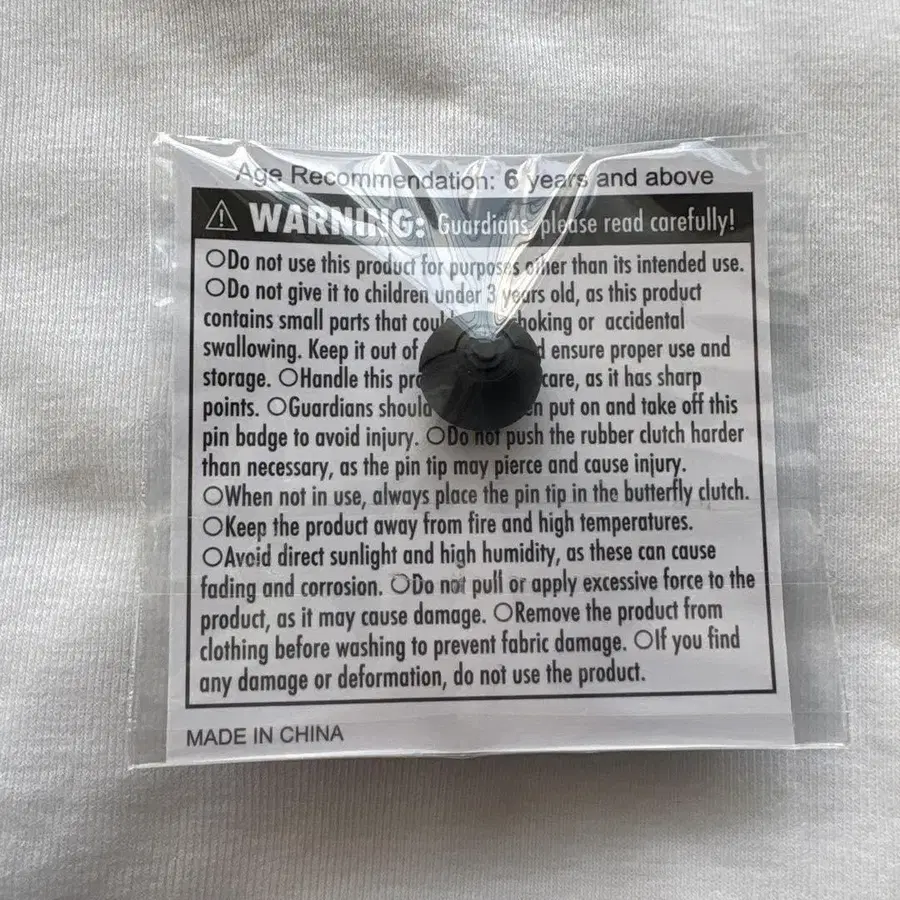 Age Recommendation: 6 years and above
⚠ WARNING: Guardians, please read carefully!
○Do not use this product for purposes other than its intended use.
○Do not give it to children under 3 years old, as this product
contains small parts that choking or accidental
swallowing. Keep it out of ensure proper use and
storage. ○Handle this care, as it has sharp
points. ○Guardians put on and take off this
pin badge to avoid injury. ○Do not push the rubber clutch harder
than necessary, as the pin tip may pierce and cause injury.
○When not in use, always place the pin tip in the butterfly clutch.
○Keep the product away from fire and high temperatures.
○Avoid direct sunlight and high humidity, as these can cause
fading and corrosion. ○Do not pull or apply excessive force to the
product, as it may cause damage. ○Remove the product from
clothing before washing to prevent fabric damage. ○If you find
any damage or deformation, do not use the product.
MADE IN CHINA